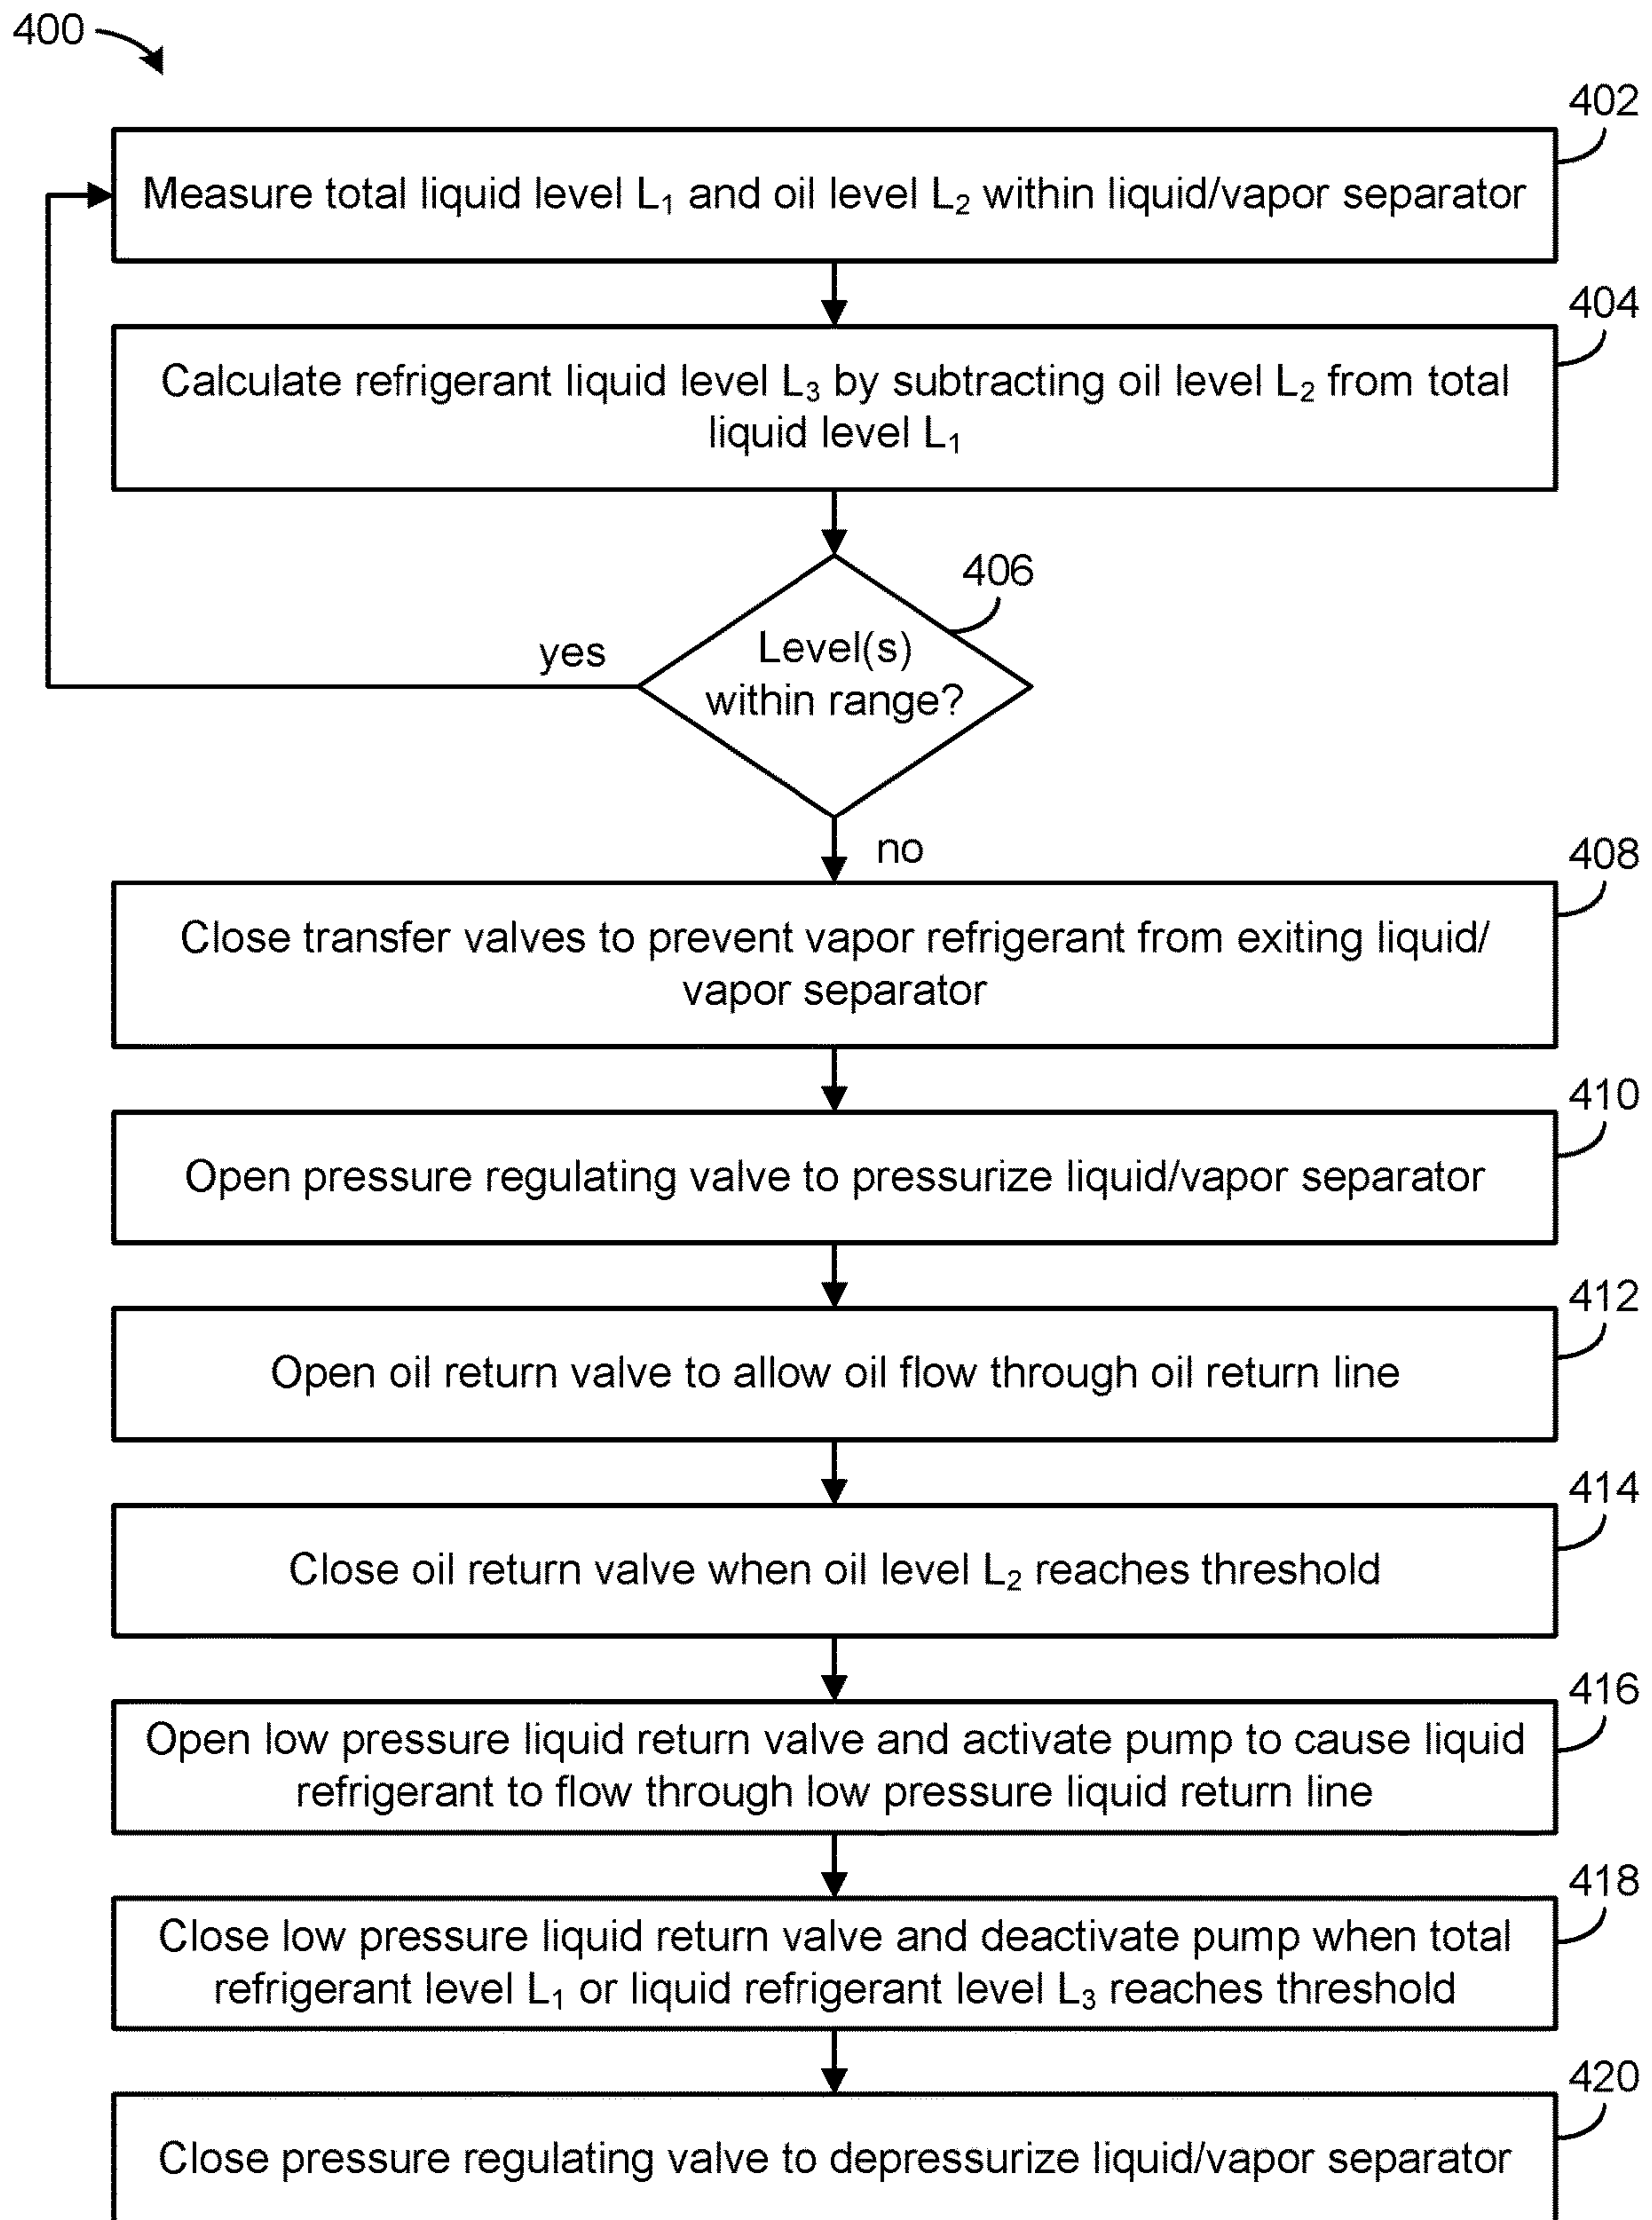 400
402
Measure total liquid level L₁ and oil level L₂ within liquid/vapor separator
404
Calculate refrigerant liquid level L₃ by subtracting oil level L₂ from total
liquid level L₁
406
Level(s)
within range?
yes
no
408
Close transfer valves to prevent vapor refrigerant from exiting liquid/
vapor separator
410
Open pressure regulating valve to pressurize liquid/vapor separator
412
Open oil return valve to allow oil flow through oil return line
414
Close oil return valve when oil level L₂ reaches threshold
416
Open low pressure liquid return valve and activate pump to cause liquid
refrigerant to flow through low pressure liquid return line
418
Close low pressure liquid return valve and deactivate pump when total
refrigerant level L₁ or liquid refrigerant level L₃ reaches threshold
420
Close pressure regulating valve to depressurize liquid/vapor separator